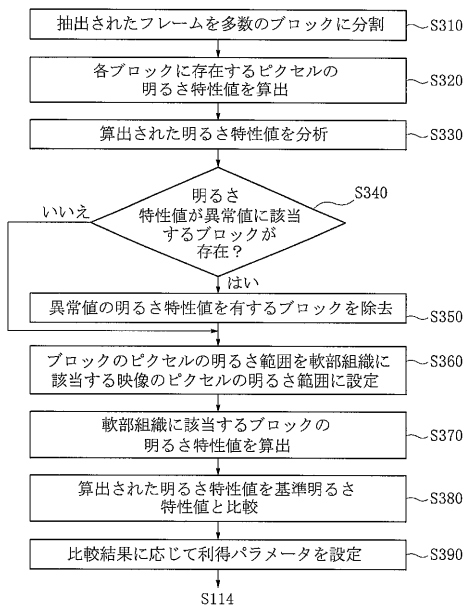 抽出されたフレームを多数のブロックに分割
S310
各ブロックに存在するピクセルの
明るさ特性値を算出
S320
算出された明るさ特性値を分析
S330
明るさ
特性値が異常値に該当
するブロックが
存在？
S340
いいえ
はい
異常値の明るさ特性値を有するブロックを除去
S350
ブロックのピクセルの明るさ範囲を軟部組織に
該当する映像のピクセルの明るさ範囲に設定
S360
軟部組織に該当するブロックの
明るさ特性値を算出
S370
算出された明るさ特性値を基準明るさ
特性値と比較
S380
比較結果に応じて利得パラメータを設定
S390
S114